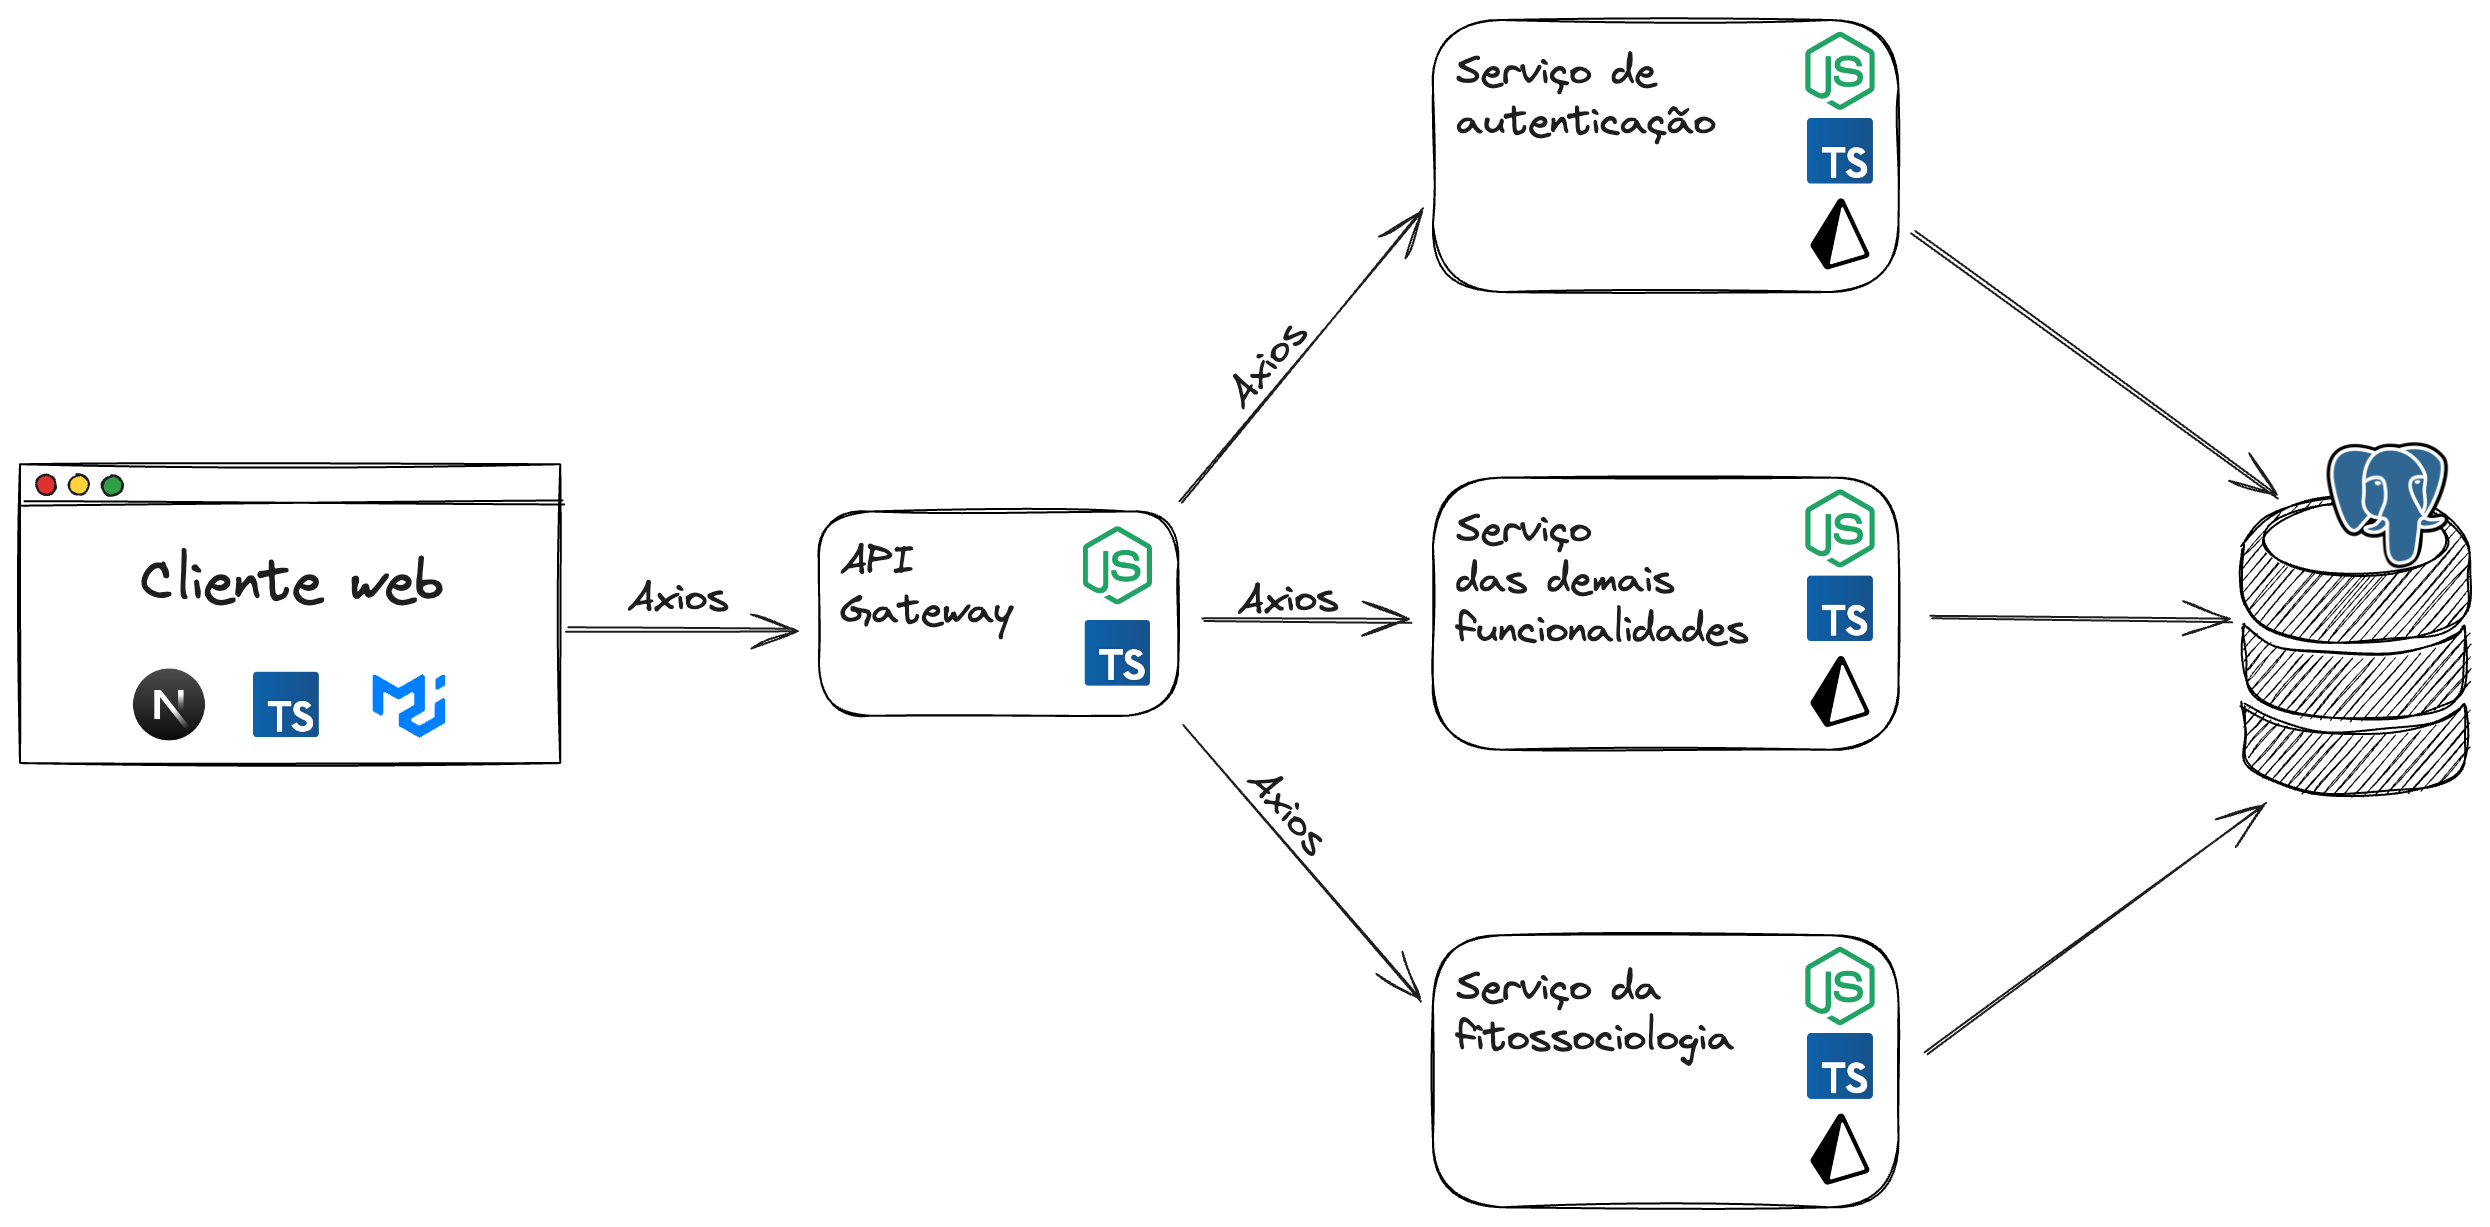 Serviço de
autenticação
JS
TS
Axios
Cliente web
N
TS
Axios
API
Gateway
JS
TS
Axios
Serviço
das demais
funcionalidades
JS
TS
Axios
Serviço da
fitossociologia
JS
TS